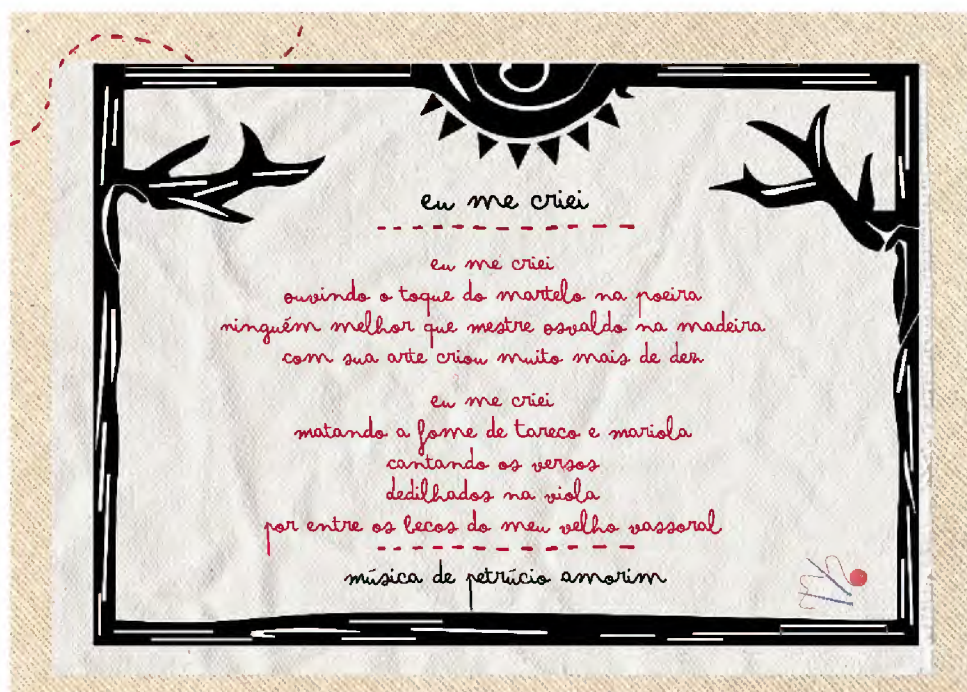 eu me criei
eu me criei
ouvindo o toque do martelo na poeira
ninguém melhor que mestre osvaldo na madeira
com sua arte criou muito mais de dez
eu me criei
matando a fome de tareco e mariola
cantando os versos
dedilhados na viola
por entre os becos do meu velho vassoral
música de petrúcio amorim